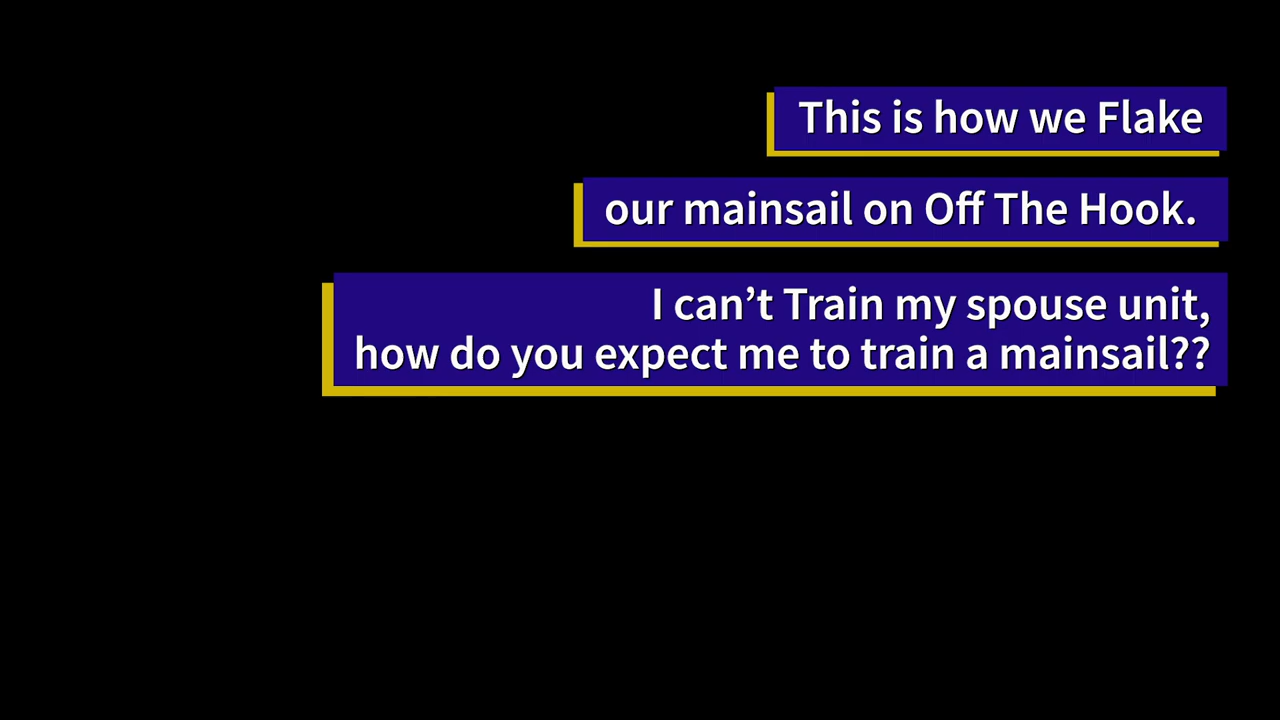 This is how we Flake
our mainsail on Off The Hook.
I can’t Train my spouse unit,
how do you expect me to train a mainsail??